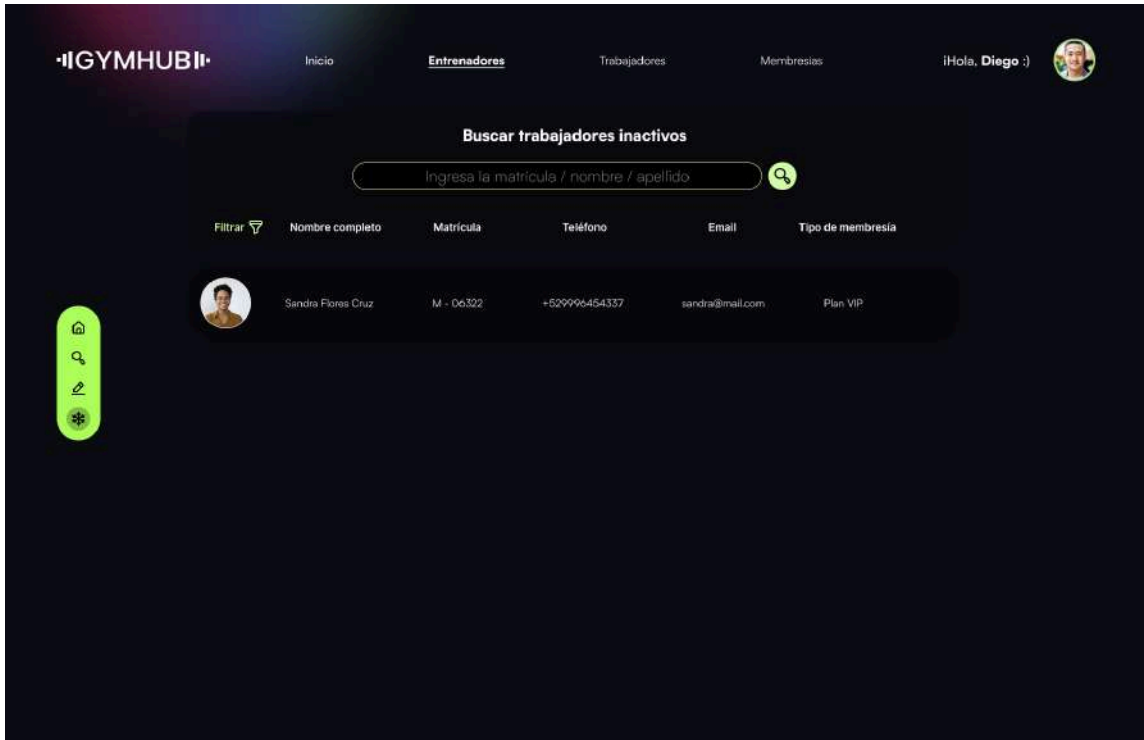 GYMHUB
Inicio
Entrenadores
Trabajadores
Membresias
¡Hola, Diego :)
Buscar trabajadores inactivos
Ingresa la matrícula / nombre / apellido
Filtrar
Nombre completo
Matrícula
Teléfono
Email
Tipo de membresía
Sandra Flores Cruz
M - 06322
+529996454337
sandra@mail.com
Plan VIP